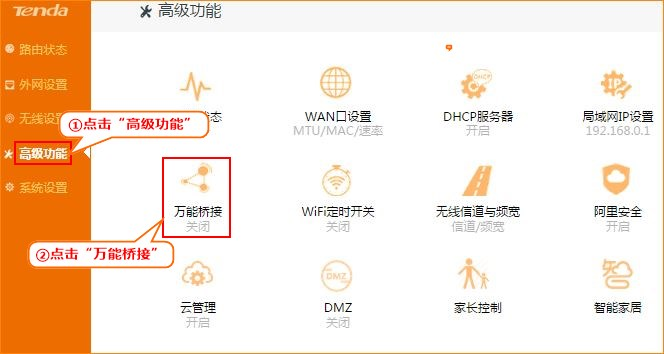 Tenda
高级功能
路由状态
外网设置
无线设
①点击“高级功能”
高级功能
系统设置
状态
WAN口设置
MTU/MAC/速率
DHCP
DHCP服务器
开启
IP
局域网IP设置
192.168.0.1
万能桥接
关闭
②点击“万能桥接”
WiFi定时开关
关闭
无线信道与频宽
信道/频宽
阿里安全
开启
云管理
开启
DMZ
DMZ
关闭
家长控制
知
智能家居